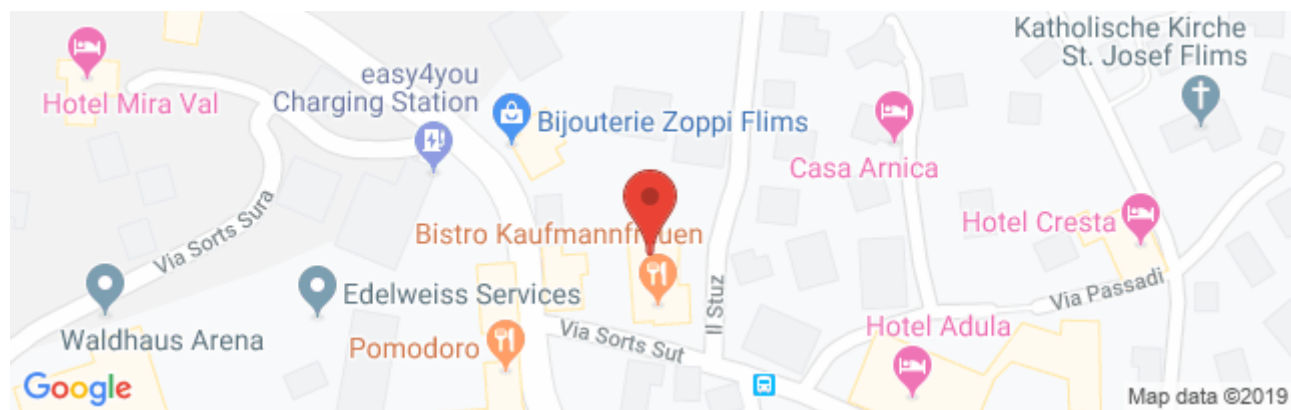 Katholische Kirche
St. Josef Flims
Hotel Mira Val
easy4you
Charging Station
Bijouterie Zoppi Flims
Casa Arnica
Hotel Cresta
Bistro Kaufmannfrauen
Via Sorts Sura
Il Stuz
Via Passadi
Edelweiss Services
Waldhaus Arena
Pomodoro
Via Sorts Sut
Hotel Adula
Google
Map data ©2019